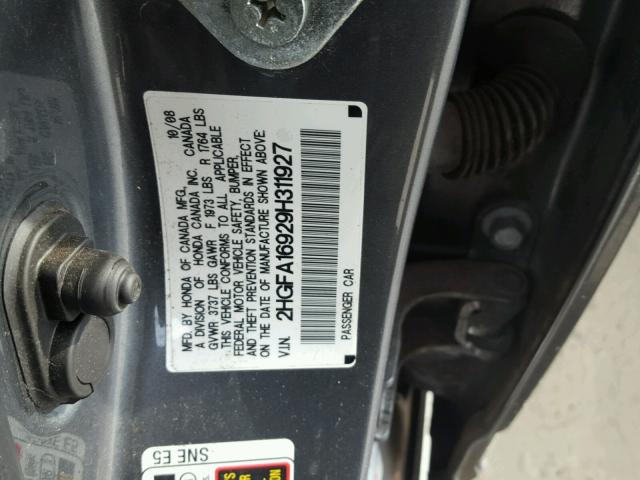 MFD. BY HONDA OF CANADA MFG. 10/08
A DIVISION OF HONDA CANADA INC. CANADA
GVWR 3737 LBS GAWR F 1973 LBS R 1764 LBS
THIS VEHICLE CONFORMS TO ALL APPLICABLE
FEDERAL MOTOR VEHICLE SAFETY, BUMPER,
AND THEFT PREVENTION STANDARDS IN EFFECT
ON THE DATE OF MANUFACTURE SHOWN ABOVE:
V.I.N. 2HGFA16929H311927
PASSENGER CAR
SNE E5